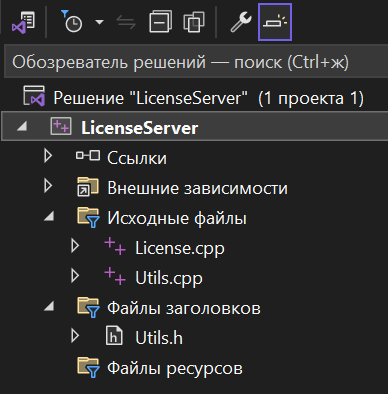 Обозреватель решений — поиск (Ctrl+ж)
Решение "LicenseServer" (1 проекта 1)
LicenseServer
Ссылки
Внешние зависимости
Исходные файлы
License.cpp
Utils.cpp
Файлы заголовков
Utils.h
Файлы ресурсов